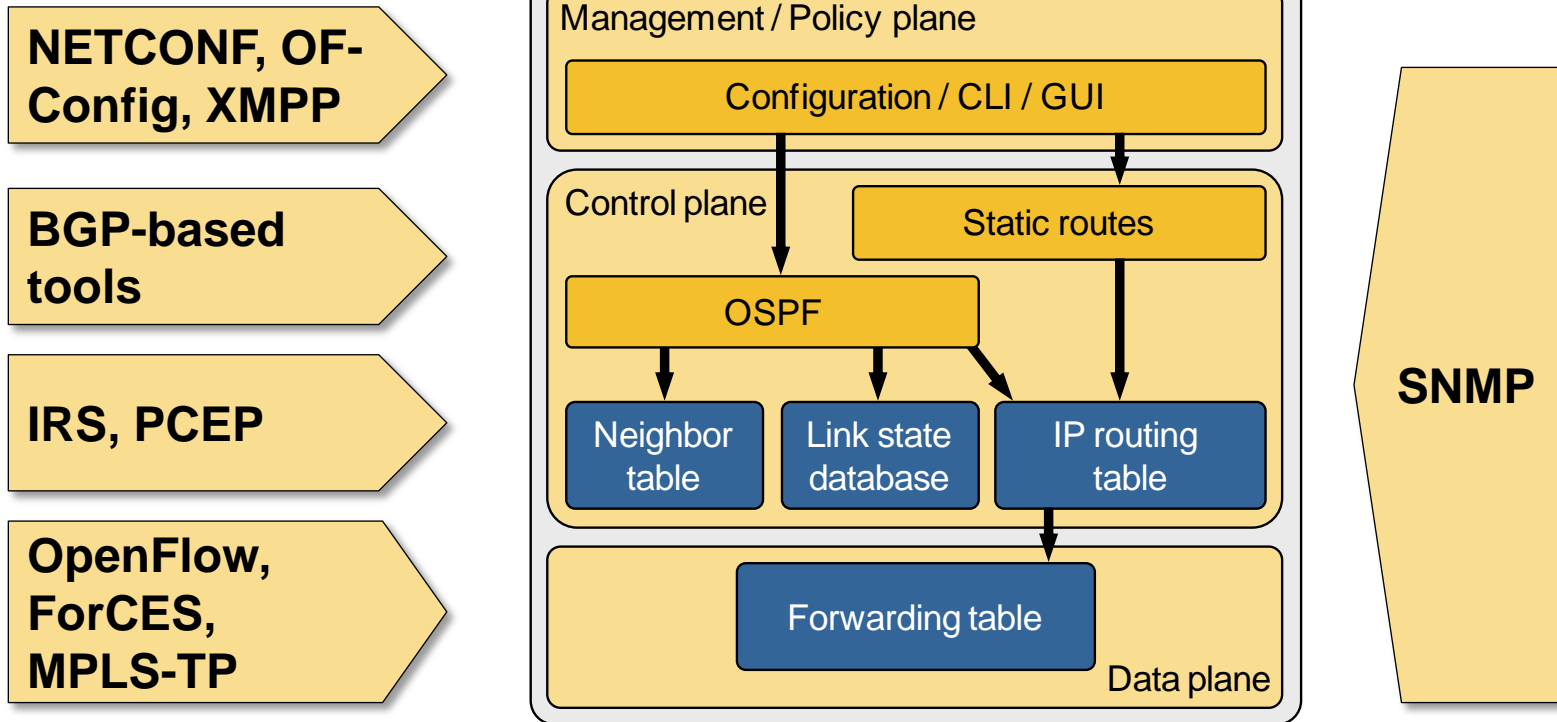 NETCONF, OF-
Config, XMPP
BGP-based
tools
IRS, PCEP
OpenFlow,
ForCES,
MPLS-TP
Management / Policy plane
Configuration / CLI / GUI
Control plane
Static routes
OSPF
Neighbor
table
Link state
database
IP routing
table
Forwarding table
Data plane
SNMP